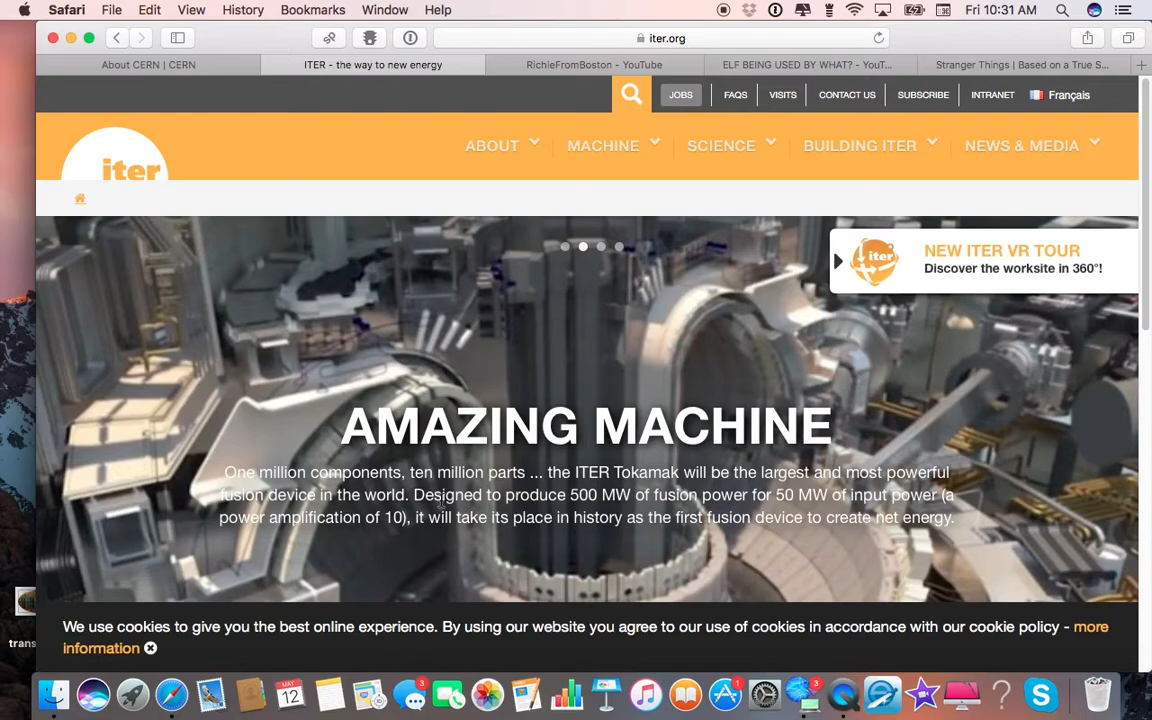 Safari File Edit View History Bookmarks Window Help Fri 10:31 AM
iter.org
About CERN | CERN ITER - the way to new energy RichieFromBoston - YouTube ELF BEING USED BY WHAT? - YouT... Stranger Things | Based on a True S...
JOBS FAQS VISITS CONTACT US SUBSCRIBE INTRANET Français
iter ABOUT MACHINE SCIENCE BUILDING ITER NEWS & MEDIA
iter NEW ITER VR TOUR
Discover the worksite in 360°!
AMAZING MACHINE
One million components, ten million parts ... the ITER Tokamak will be the largest and most powerful
fusion device in the world. Designed to produce 500 MW of fusion power for 50 MW of input power (a
power amplification of 10), it will take its place in history as the first fusion device to create net energy.
We use cookies to give you the best online experience. By using our website you agree to our use of cookies in accordance with our cookie policy - more
information
trans
MAY
12
3
1
3